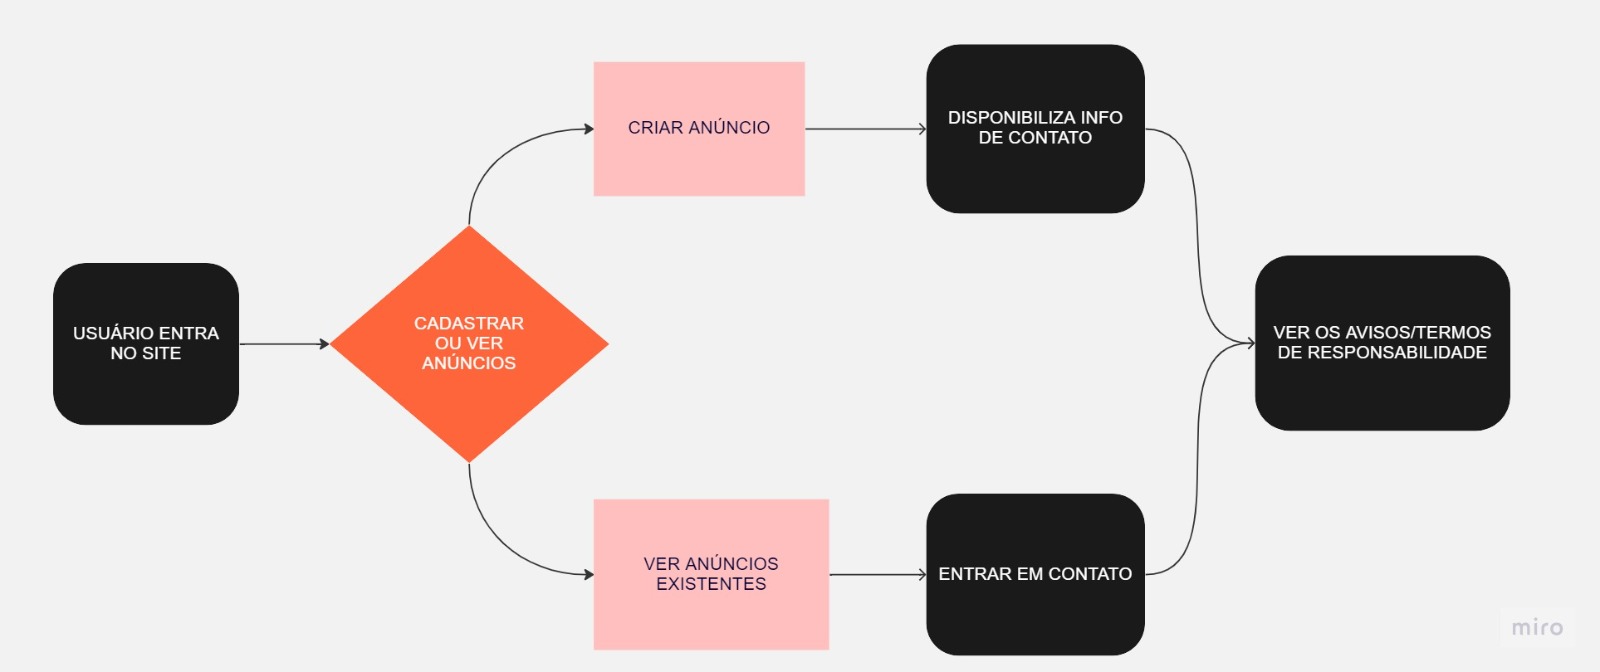 USUÁRIO ENTRA
NO SITE
CADASTRAR
OU VER
ANÚNCIOS
CRIAR ANÚNCIO
DISPONIBILIZA INFO
DE CONTATO
VER ANÚNCIOS
EXISTENTES
ENTRAR EM CONTATO
VER OS AVISOS/TERMOS
DE RESPONSABILIDADE
miro